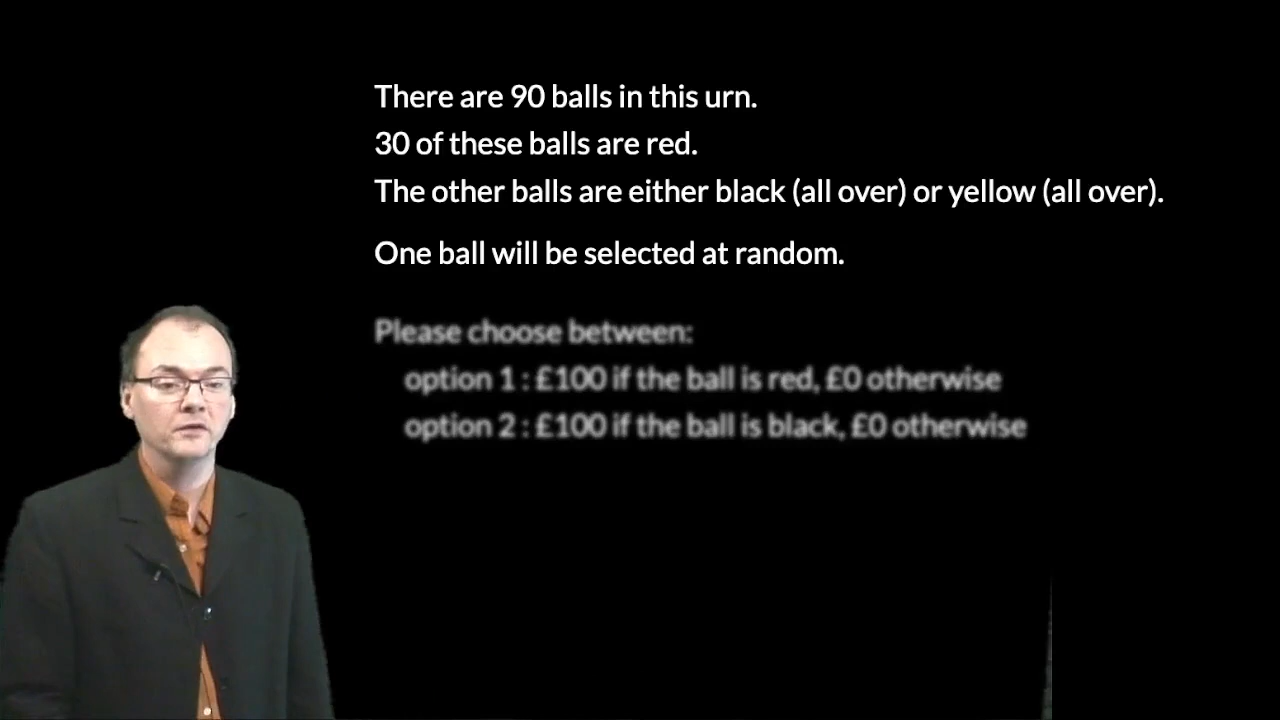 There are 90 balls in this urn.
30 of these balls are red.
The other balls are either black (all over) or yellow (all over).
One ball will be selected at random.
Please choose between:
option 1 : £100 if the ball is red, £0 otherwise
option 2 : £100 if the ball is black, £0 otherwise